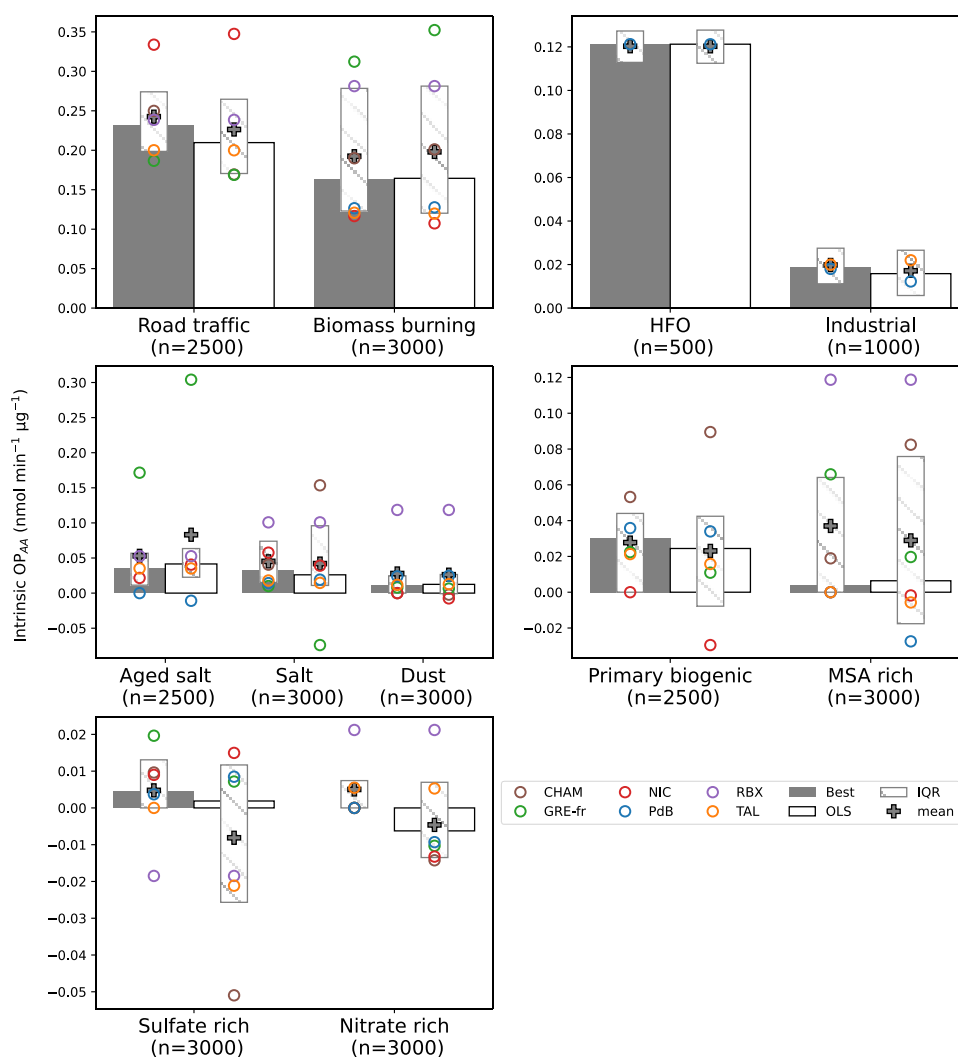 0.35
0.30
0.25
0.20
0.15
0.10
0.05
0.00
Road traffic
(n=2500)
Biomass burning
(n=3000)
0.12
0.10
0.08
0.06
0.04
0.02
0.00
HFO
(n=500)
Industrial
(n=1000)
Intrinsic OP$_{AA}$ (nmol min⁻¹ µg⁻¹)
0.30
0.25
0.20
0.15
0.10
0.05
0.00
−0.05
Aged salt
(n=2500)
Salt
(n=3000)
Dust
(n=3000)
0.12
0.10
0.08
0.06
0.04
0.02
0.00
−0.02
Primary biogenic
(n=2500)
MSA rich
(n=3000)
0.02
0.01
0.00
−0.01
−0.02
−0.03
−0.04
−0.05
Sulfate rich
(n=3000)
Nitrate rich
(n=3000)
CHAM NIC RBX Best IQR
GRE-fr PdB TAL OLS mean